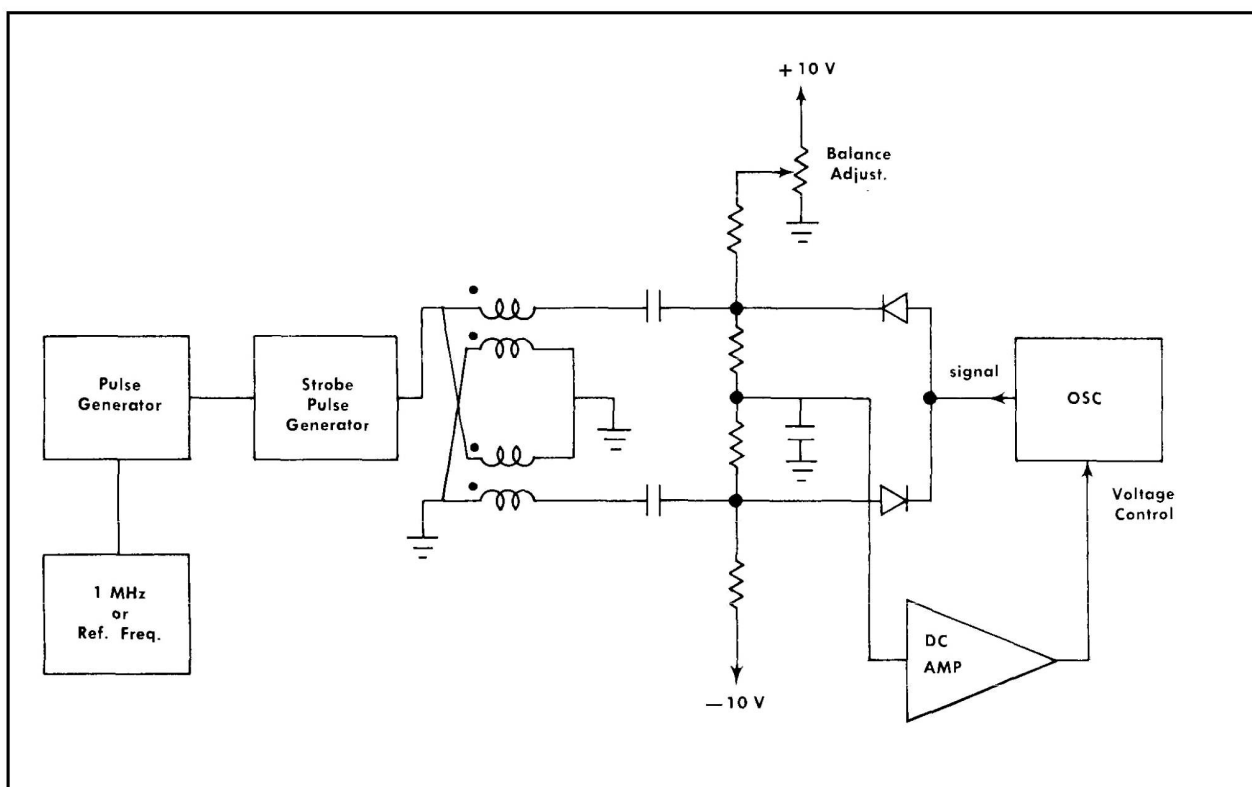 + 10 V
Balance
Adjust.
Pulse
Generator
Strobe
Pulse
Generator
signal
OSC
Voltage
Control
1 MHz
or
Ref. Freq.
DC
AMP
— 10 V